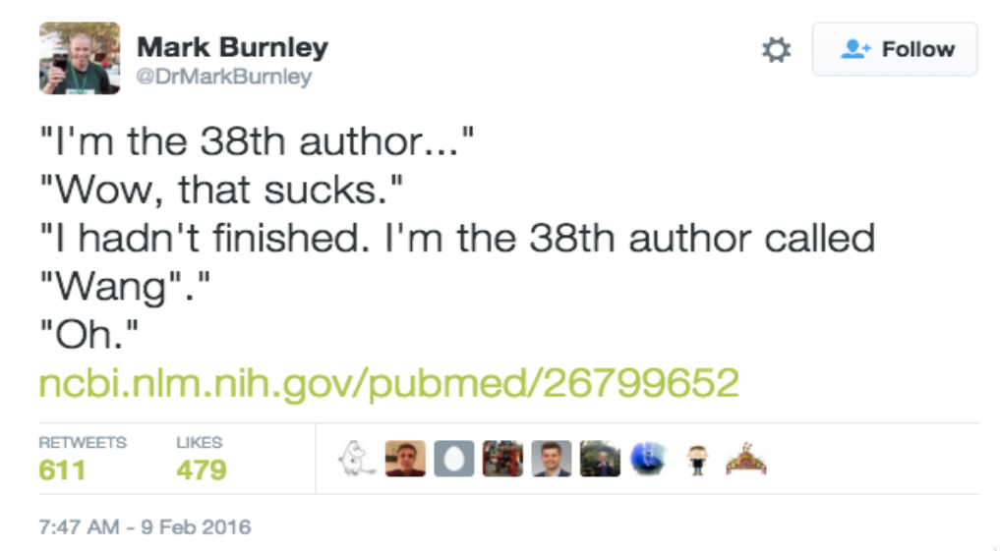 Mark Burnley
@DrMarkBurnley
Follow
"I'm the 38th author..."
"Wow, that sucks."
"I hadn't finished. I'm the 38th author called
"Wang"."
"Oh."
ncbi.nlm.nih.gov/pubmed/26799652
RETWEETS LIKES
611 479
7:47 AM - 9 Feb 2016